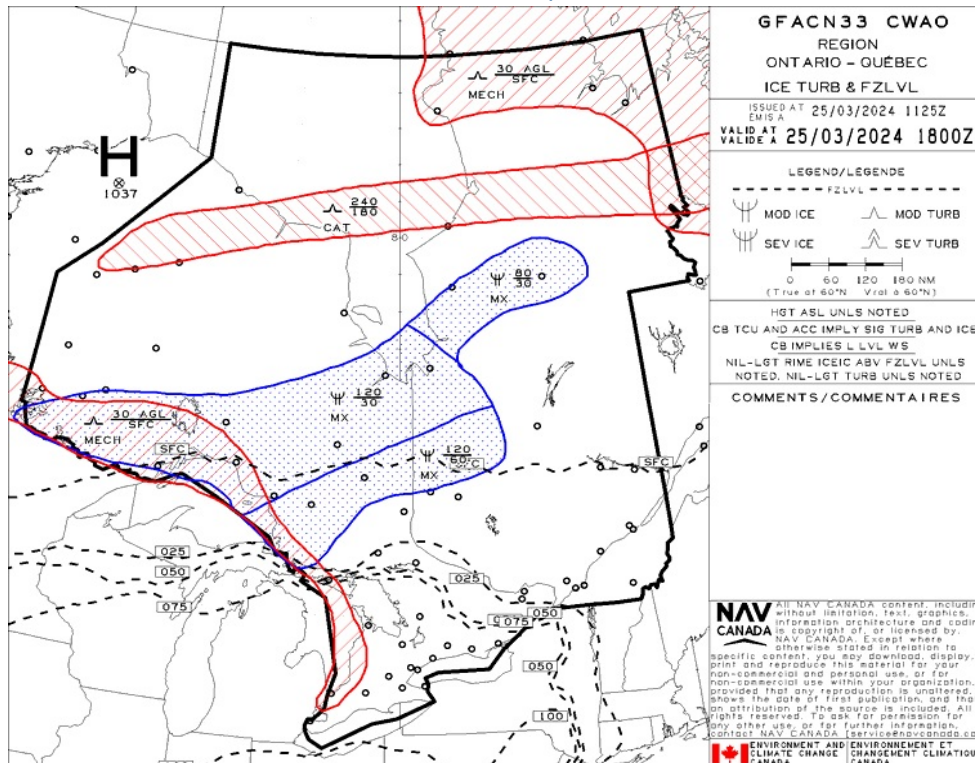 GFACN33 CWAO
REGION
ONTARIO – QUÉBEC
ICE TURB & FZLVL
ISSUED AT
ÉMIS A
25/03/2024 1125Z
VALID AT
VALIDE A
25/03/2024 1800Z
LEGEND/LÉGENDE
FZLVL
MOD ICE
MOD TURB
SEV ICE
SEV TURB
0 60 120 180 NM
(True at 60°N Vrai à 60°N)
HGT ASL UNLS NOTED
CB TCU AND ACC IMPLY SIG TURB AND ICE
CB IMPLIES L LVL WS
NIL-LGT RIME ICEIC ABV FZLVL UNLS
NOTED. NIL-LGT TURB UNLS NOTED
COMMENTS/COMMENTAIRES
30 AGL
SFC
MECH
H
1037
240
180
CAT
80
80
30
MX
120
30
MX
30 AGL
SFC
MECH
SFC
120
60
MX
SFC
025
050
075
025
050
075
050
100
NAV
CANADA
All NAV CANADA content, includin
without limitation, text, graphics,
information architecture and codin
is copyright of, or licensed by,
NAV CANADA. Except where
otherwise stated in relation to
specific content, you may download, display,
print and reproduce this material for your
non-commercial and personal use, or for
non-commercial use within your organization,
provided that any reproduction is unaltered,
shows the date of first publication, and tha
an attribution of the source is included. All
rights reserved. To ask for permission for
any other use, or for further information,
contact NAV CANADA [service@navcanada.ca
ENVIRONMENT AND
CLIMATE CHANGE
CANADA
ENVIRONNEMENT ET
CHANGEMENT CLIMATIQU
CANADA